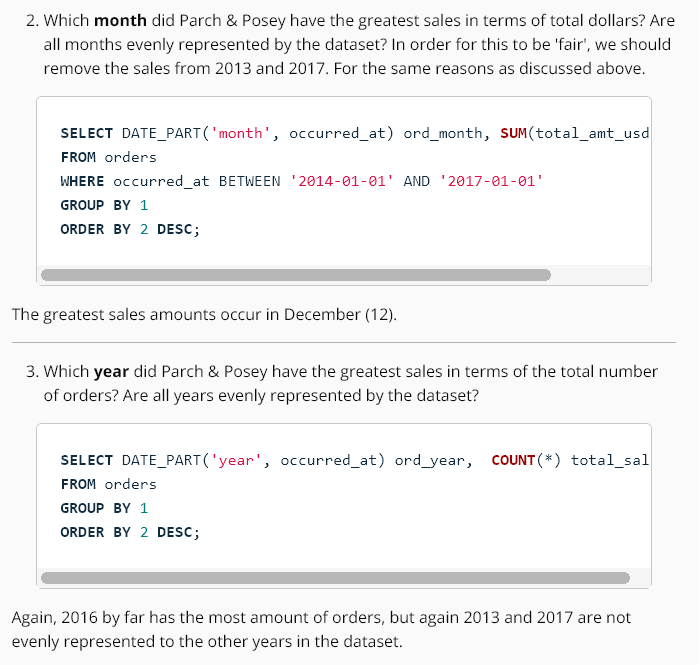 2. Which month did Parch & Posey have the greatest sales in terms of total dollars? Are
all months evenly represented by the dataset? In order for this to be 'fair', we should
remove the sales from 2013 and 2017. For the same reasons as discussed above.
SELECT DATE_PART('month', occurred_at) ord_month, SUM(total_amt_usd
FROM orders
WHERE occurred_at BETWEEN '2014-01-01' AND '2017-01-01'
GROUP BY 1
ORDER BY 2 DESC;
The greatest sales amounts occur in December (12).
3. Which year did Parch & Posey have the greatest sales in terms of the total number
of orders? Are all years evenly represented by the dataset?
SELECT DATE_PART('year', occurred_at) ord_year,  COUNT(*) total_sal
FROM orders
GROUP BY 1
ORDER BY 2 DESC;
Again, 2016 by far has the most amount of orders, but again 2013 and 2017 are not
evenly represented to the other years in the dataset.